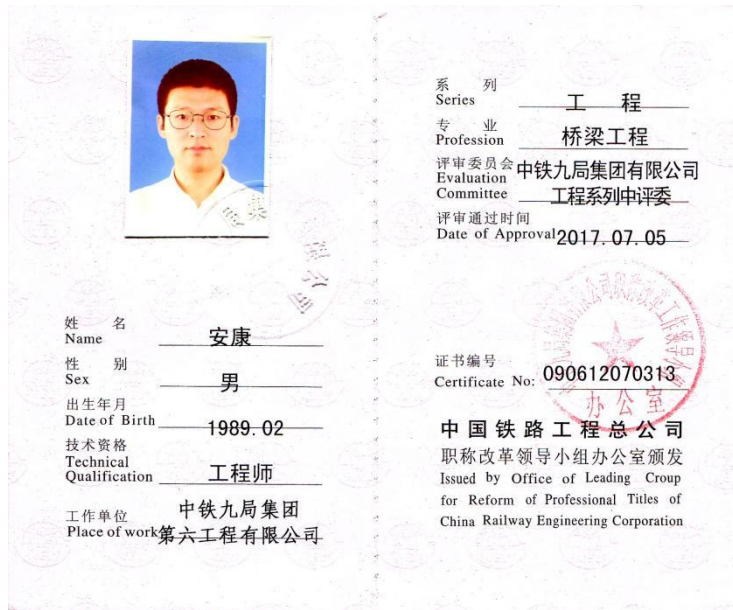 姓 名
Name 安康
性 别
Sex 男
出生年月
Date of Birth 1989.02
技术资格
Technical
Qualification 工程师
工作单位 中铁九局集团
Place of work 第六工程有限公司
系 列
Series 工 程
专 业
Profession 桥梁工程
评审委员会
Evaluation 中铁九局集团有限公司
Committee 工程系列中评委
评审通过时间
Date of Approval 2017.07.05
证书编号
Certificate No: 090612070313
办公室
中国铁路工程总公司
职称改革领导小组办公室颁发
Issued by Office of Leading Croup
for Reform of Professional Titles of
China Railway Engineering Corporation